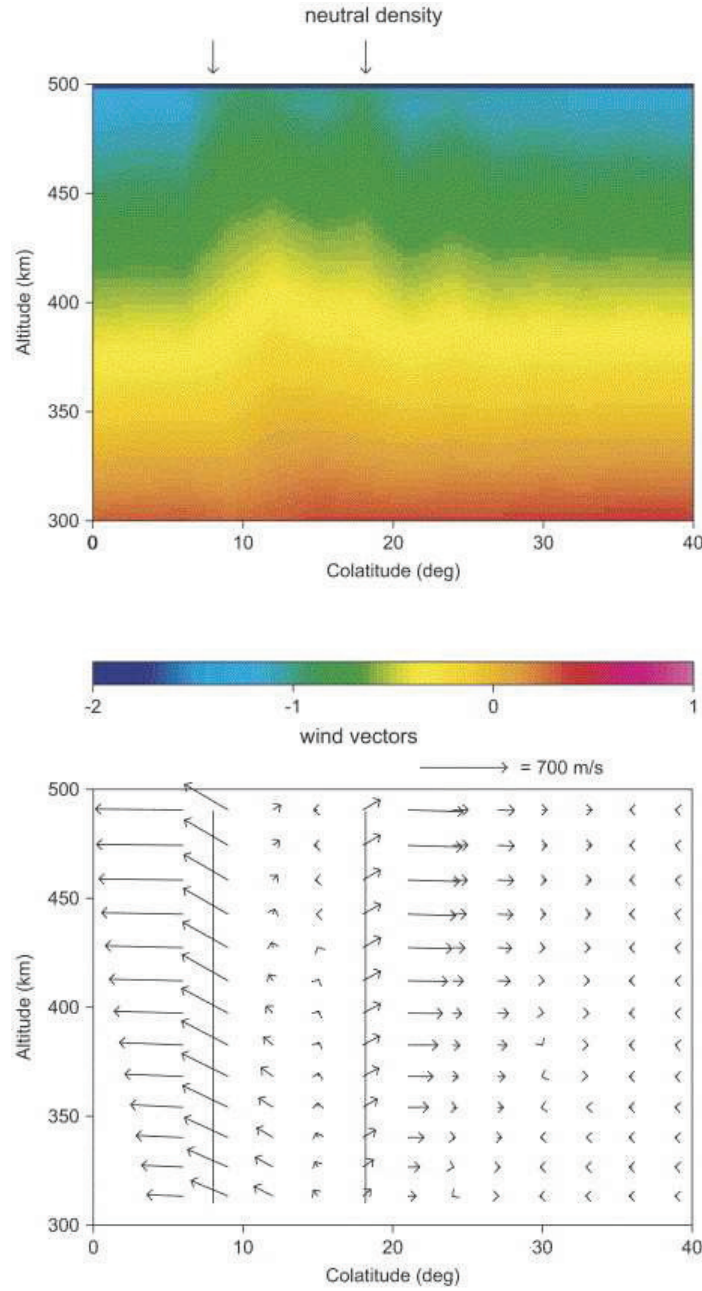 neutral density
500
450
400
350
300
Altitude (km)
0 10 20 30 40
Colatitude (deg)
-2 -1 0 1
wind vectors
= 700 m/s
500
450
400
350
300
Altitude (km)
0 10 20 30 40
Colatitude (deg)